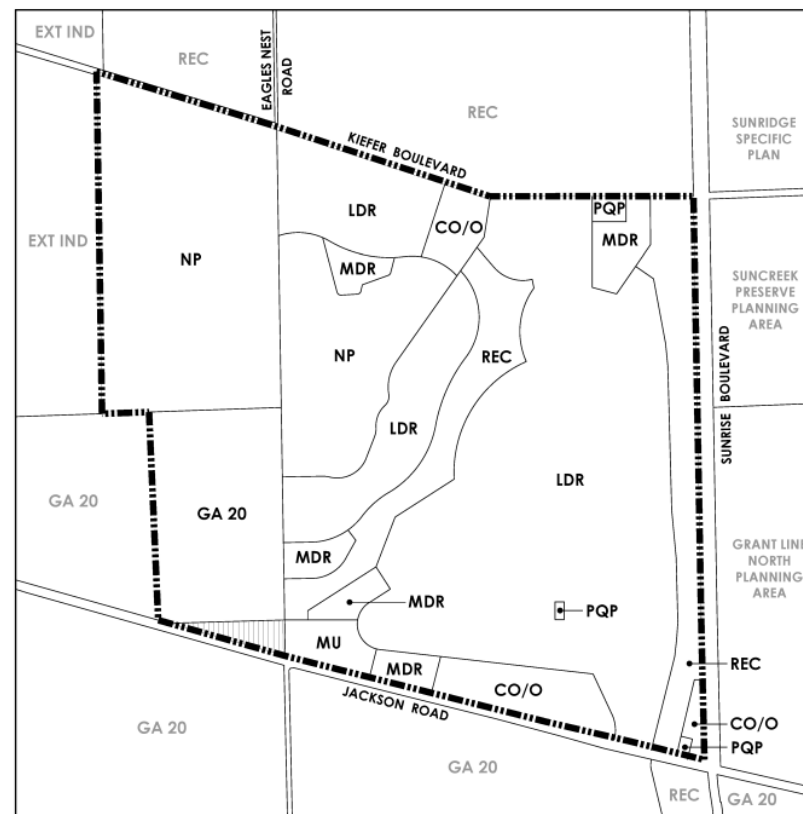 EXT IND
REC
EAGLES NEST
ROAD
REC
SUNRIDGE
SPECIFIC
PLAN
KIEFER BOULEVARD
LDR
CO/O
PQP
MDR
EXT IND
NP
MDR
SUNCREEK
PRESERVE
PLANNING
AREA
NP
REC
SUNRISE BOULEVARD
LDR
LDR
GA 20
GA 20
MDR
GRANT LINE
NORTH
PLANNING
AREA
MDR
PQP
MU
MDR
REC
CO/O
JACKSON ROAD
CO/O
PQP
GA 20
GA 20
REC
GA 20